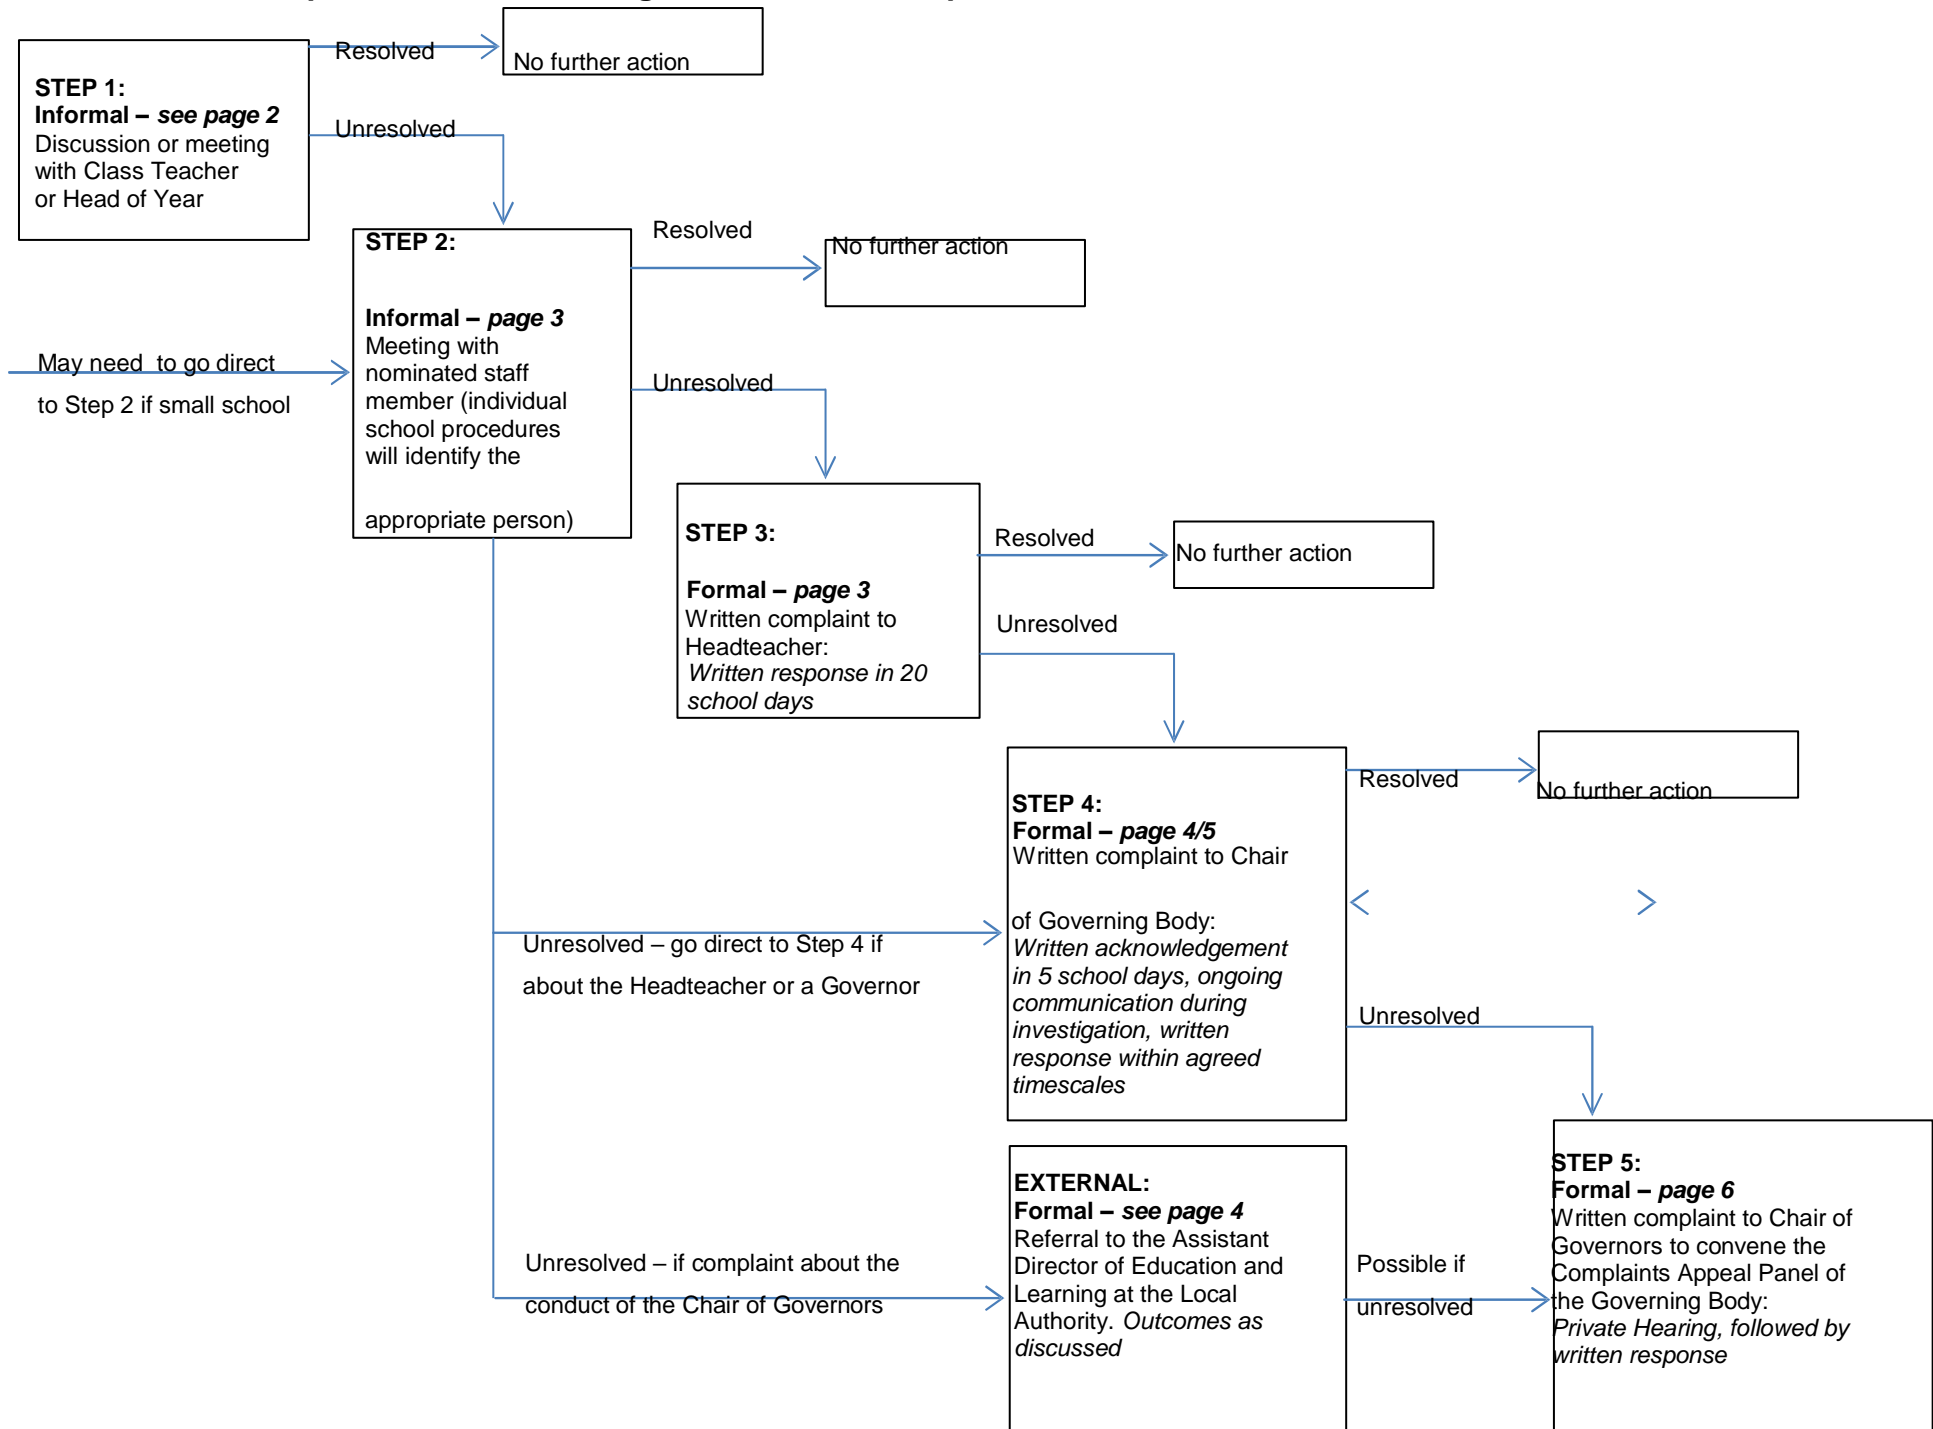 Resolved
No further action
STEP 1:
Informal – see page 2
Discussion or meeting
with Class Teacher
or Head of Year
Unresolved
STEP 2:
Informal – page 3
Meeting with
nominated staff
member (individual
school procedures
will identify the
appropriate person)
Resolved
No further action
May need to go direct
to Step 2 if small school
Unresolved
STEP 3:
Formal – page 3
Written complaint to
Headteacher:
Written response in 20
school days
Resolved
No further action
Unresolved
STEP 4:
Formal – page 4/5
Written complaint to Chair
of Governing Body:
Written acknowledgement
in 5 school days, ongoing
communication during
investigation, written
response within agreed
timescales
Resolved
No further action
Unresolved – go direct to Step 4 if
about the Headteacher or a Governor
Unresolved
EXTERNAL:
Formal – see page 4
Referral to the Assistant
Director of Education and
Learning at the Local
Authority. Outcomes as
discussed
Unresolved – if complaint about the
conduct of the Chair of Governors
Possible if
unresolved
STEP 5:
Formal – page 6
Written complaint to Chair of
Governors to convene the
Complaints Appeal Panel of
the Governing Body:
Private Hearing, followed by
written response